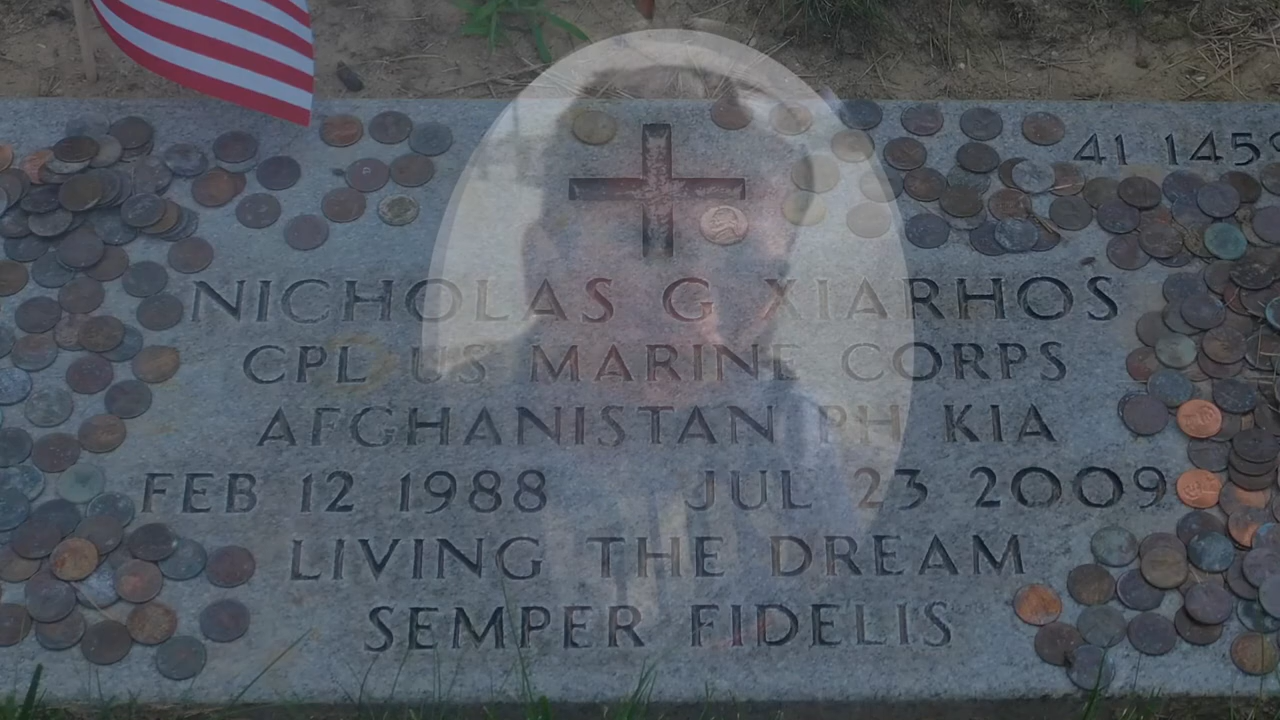 41 1459
NICHOLAS G XIARHOS
CPL US MARINE CORPS
AFGHANISTAN PH KIA
FEB 12 1988 JUL 23 2009
LIVING THE DREAM
SEMPER FIDELIS